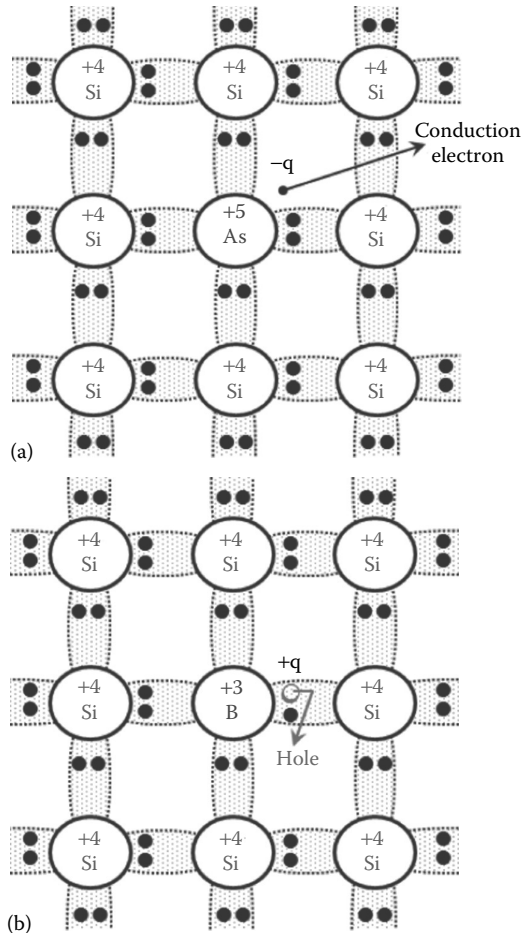 +4 +4 +4
Si Si Si
Conduction
electron
–q
+4 +5 +4
Si As Si
+4 +4 +4
Si Si Si
(a)
+4 +4 +4
Si Si Si
+q
+4 +3 +4
Si B Si
Hole
+4 +4 +4
Si Si Si
(b)